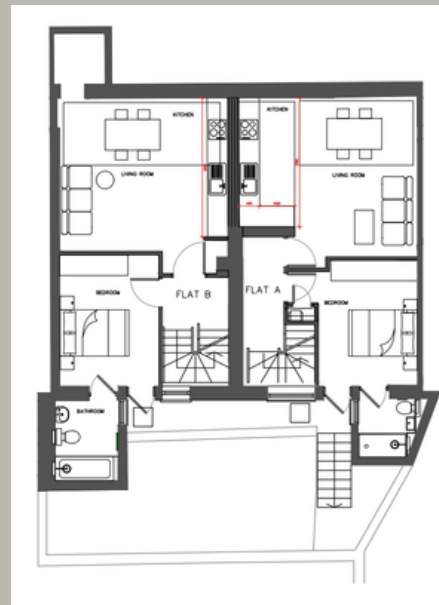 KITCHEN
KITCHEN
LIVING ROOM
LIVING ROOM
BEDROOM
FLAT B
FLAT A
BEDROOM
BATHROOM